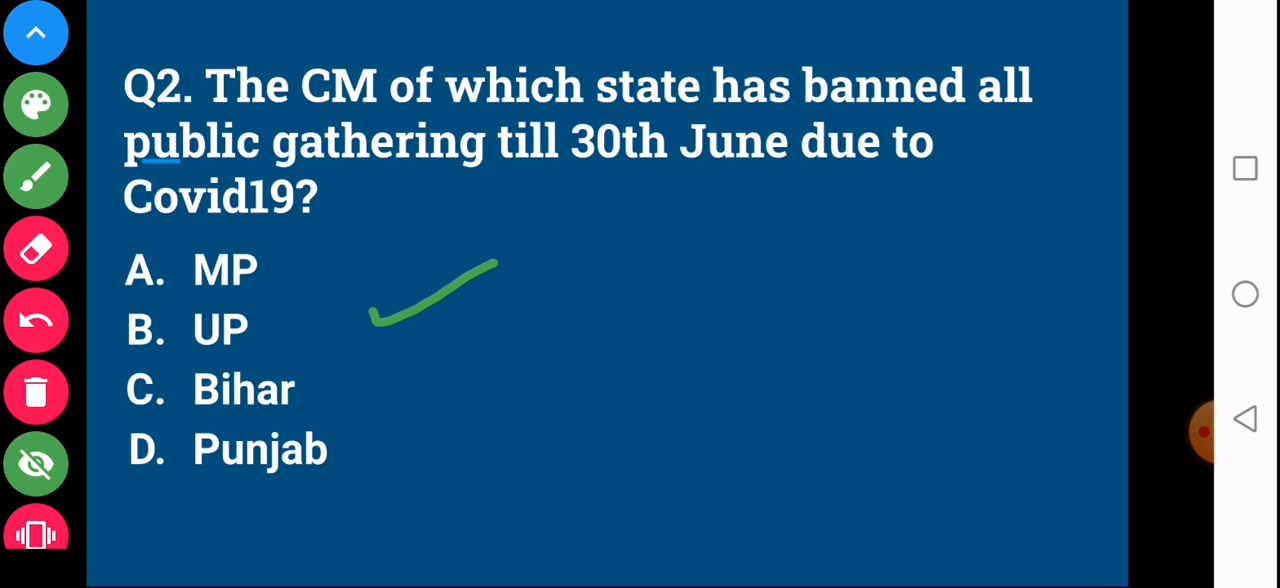 Q2. The CM of which state has banned all
public gathering till 30th June due to
Covid19?
A. MP
B. UP
C. Bihar
D. Punjab